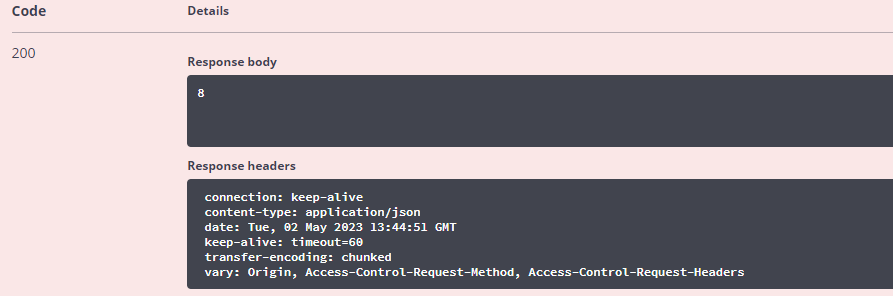 Code Details
200
Response body
8
Response headers
connection: keep-alive
content-type: application/json
date: Tue, 02 May 2023 13:44:51 GMT
keep-alive: timeout=60
transfer-encoding: chunked
vary: Origin, Access-Control-Request-Method, Access-Control-Request-Headers